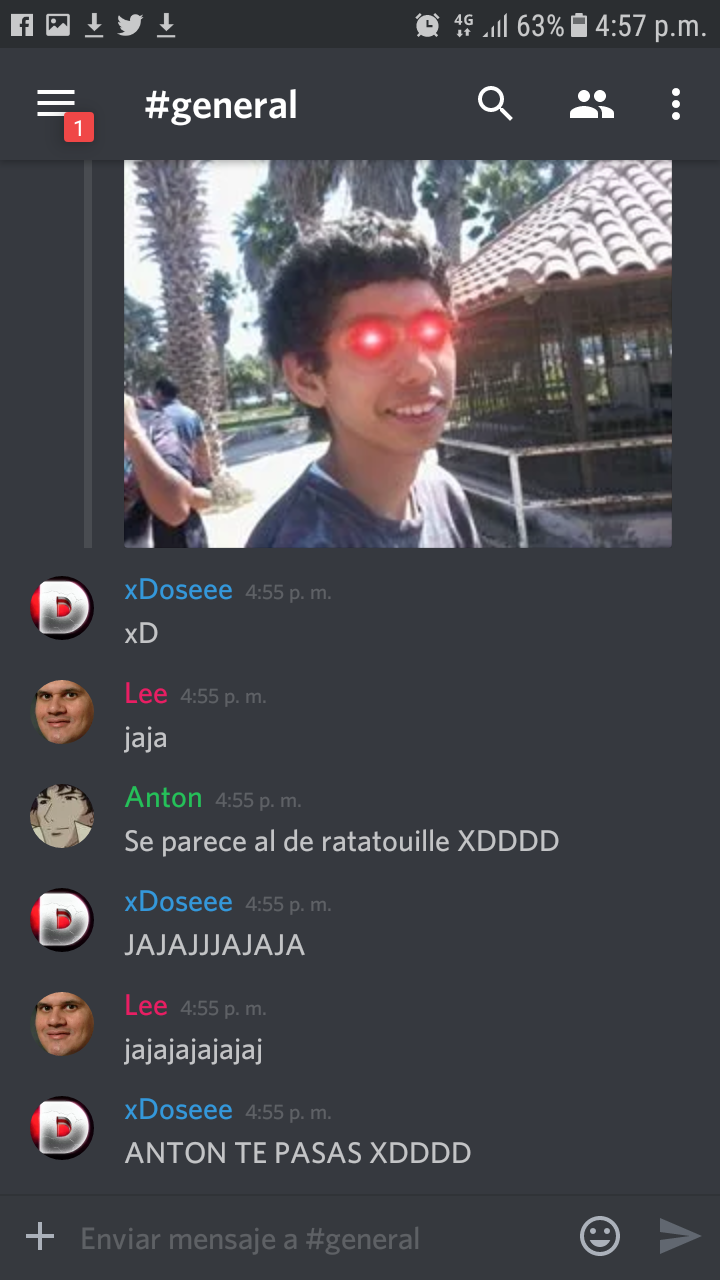 4G 63% 4:57 p.m.
#general
1
xDoseee 4:55 p. m.
xD
Lee 4:55 p. m.
jaja
Anton 4:55 p. m.
Se parece al de ratatouille XDDDD
xDoseee 4:55 p. m.
JAJAJJJAJAJA
Lee 4:55 p. m.
jajajajajajaj
xDoseee 4:55 p. m.
ANTON TE PASAS XDDDD
Enviar mensaje a #general